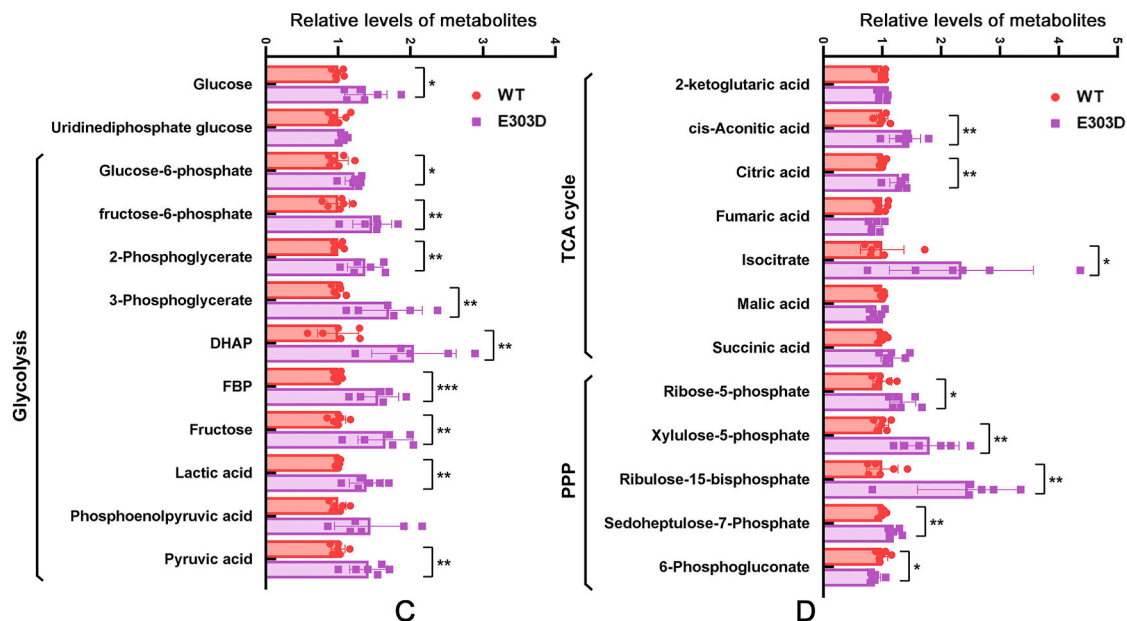 Relative levels of metabolites
0 1 2 3 4
Glucose *
Uridinediphosphate glucose
Glucose-6-phosphate *
fructose-6-phosphate **
2-Phosphoglycerate **
3-Phosphoglycerate **
DHAP **
FBP ***
Fructose **
Lactic acid **
Phosphoenolpyruvic acid
Pyruvic acid **
Glycolysis
WT
E303D
C
Relative levels of metabolites
0 1 2 3 4 5
2-ketoglutaric acid
cis-Aconitic acid **
Citric acid **
Fumaric acid
Isocitrate *
Malic acid
Succinic acid
Ribose-5-phosphate *
Xylulose-5-phosphate **
Ribulose-15-bisphosphate **
Sedoheptulose-7-Phosphate **
6-Phosphogluconate *
TCA cycle
PPP
WT
E303D
D